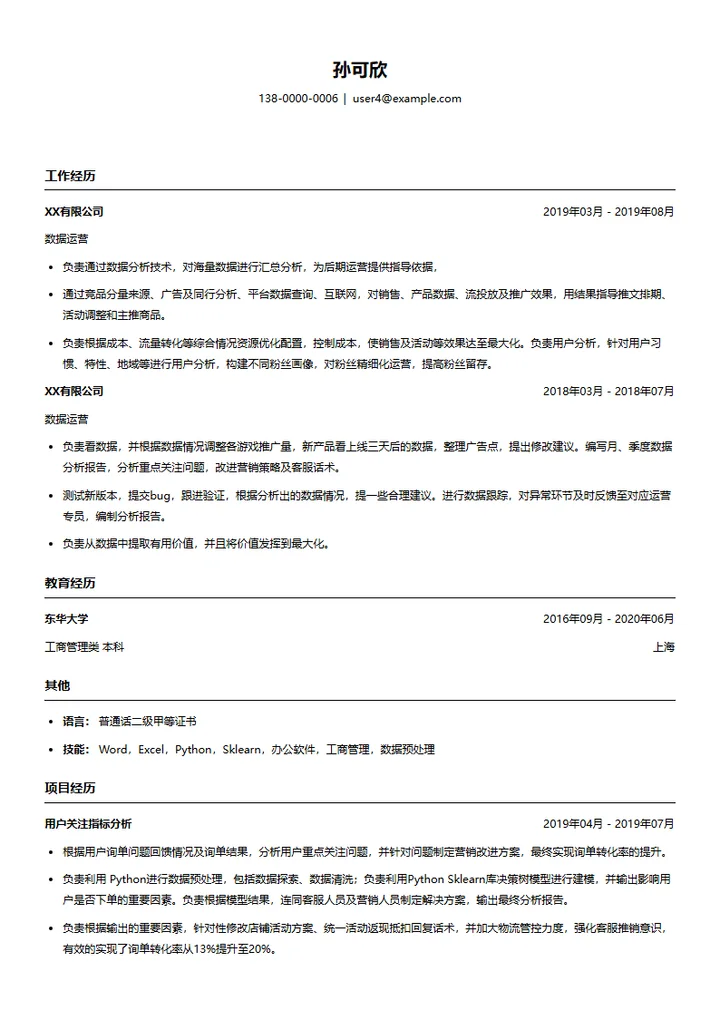 孙可欣
138-0000-0006 | user4@example.com
工作经历
XX有限公司 2019年03月 - 2019年08月
数据运营
• 负责通过数据分析技术，对海量数据进行汇总分析，为后期运营提供指导依据，
• 通过竞品分量来源、广告及同行分析、平台数据查询、互联网，对销售、产品数据、流投放及推广效果，用结果指导推文排期、
活动调整和主推商品。
• 负责根据成本、流量转化等综合情况资源优化配置，控制成本，使销售及活动等效果达至最大化。负责用户分析，针对用户习
惯、特性、地域等进行用户分析，构建不同粉丝画像，对粉丝精细化运营，提高粉丝留存。
XX有限公司 2018年03月 - 2018年07月
数据运营
• 负责看数据，并根据数据情况调整各游戏推广量，新产品看上线三天后的数据，整理广告点，提出修改建议。编写月、季度数据
分析报告，分析重点关注问题，改进营销策略及客服话术。
• 测试新版本，提交bug，跟进验证，根据分析出的数据情况，提一些合理建议。进行数据跟踪，对异常环节及时反馈至对应运营
专员，编制分析报告。
• 负责从数据中提取有用价值，并且将价值发挥到最大化。
教育经历
东华大学 2016年09月 - 2020年06月
工商管理类 本科 上海
其他
• 语言： 普通话二级甲等证书
• 技能： Word，Excel，Python，Sklearn，办公软件，工商管理，数据预处理
项目经历
用户关注指标分析 2019年04月 - 2019年07月
• 根据用户询单问题回馈情况及询单结果，分析用户重点关注问题，并针对问题制定营销改进方案，最终实现询单转化率的提升。
• 负责利用 Python进行数据预处理，包括数据探索、数据清洗；负责利用Python Sklearn库决策树模型进行建模，并输出影响用
户是否下单的重要因素。负责根据模型结果，连同客服人员及营销人员制定解决方案，输出最终分析报告。
• 负责根据输出的重要因素，针对性修改店铺活动方案、统一活动返现抵扣回复话术，并加大物流管控力度，强化客服推销意识，
有效的实现了询单转化率从13%提升至20%。